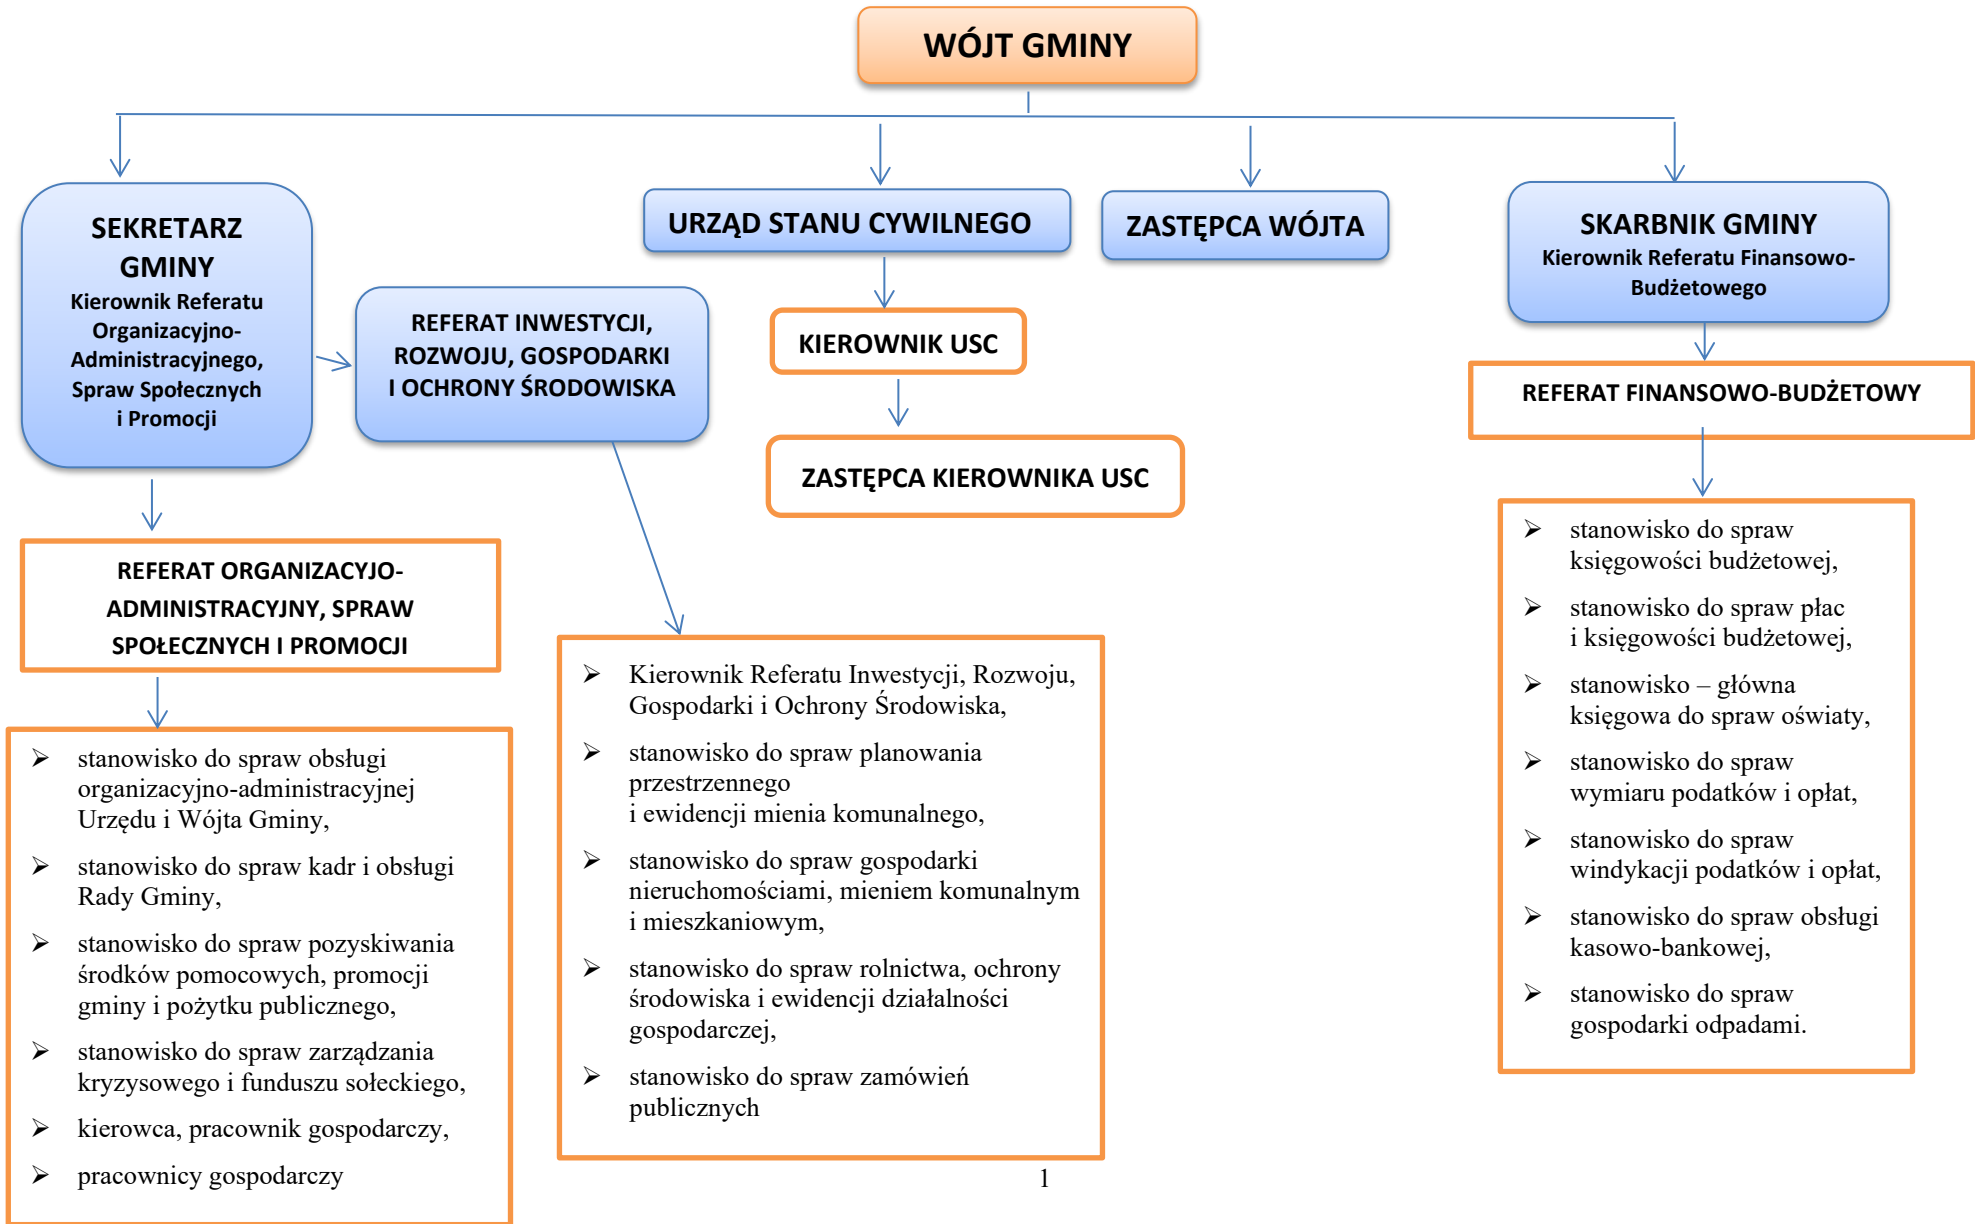 WÓJT GMINY
SEKRETARZ
GMINY
Kierownik Referatu
Organizacyjno-
Administracyjnego,
Spraw Społecznych
i Promocji
REFERAT INWESTYCJI,
ROZWOJU, GOSPODARKI
I OCHRONY ŚRODOWISKA
URZĄD STANU CYWILNEGO
KIEROWNIK USC
ZASTĘPCA KIEROWNIKA USC
ZASTĘPCA WÓJTA
SKARBNIK GMINY
Kierownik Referatu Finansowo-
Budżetowego
REFERAT FINANSOWO-BUDŻETOWY
REFERAT ORGANIZACYJO-
ADMINISTRACYJNY, SPRAW
SPOŁECZNYCH I PROMOCJI
➢ stanowisko do spraw obsługi
organizacyjno-administracyjnej
Urzędu i Wójta Gminy,
➢ stanowisko do spraw kadr i obsługi
Rady Gminy,
➢ stanowisko do spraw pozyskiwania
środków pomocowych, promocji
gminy i pożytku publicznego,
➢ stanowisko do spraw zarządzania
kryzysowego i funduszu sołeckiego,
➢ kierowca, pracownik gospodarczy,
➢ pracownicy gospodarczy
➢ Kierownik Referatu Inwestycji, Rozwoju,
Gospodarki i Ochrony Środowiska,
➢ stanowisko do spraw planowania
przestrzennego
i ewidencji mienia komunalnego,
➢ stanowisko do spraw gospodarki
nieruchomościami, mieniem komunalnym
i mieszkaniowym,
➢ stanowisko do spraw rolnictwa, ochrony
środowiska i ewidencji działalności
gospodarczej,
➢ stanowisko do spraw zamówień
publicznych
➢ stanowisko do spraw
księgowości budżetowej,
➢ stanowisko do spraw płac
i księgowości budżetowej,
➢ stanowisko – główna
księgowa do spraw oświaty,
➢ stanowisko do spraw
wymiaru podatków i opłat,
➢ stanowisko do spraw
windykacji podatków i opłat,
➢ stanowisko do spraw obsługi
kasowo-bankowej,
➢ stanowisko do spraw
gospodarki odpadami.
1